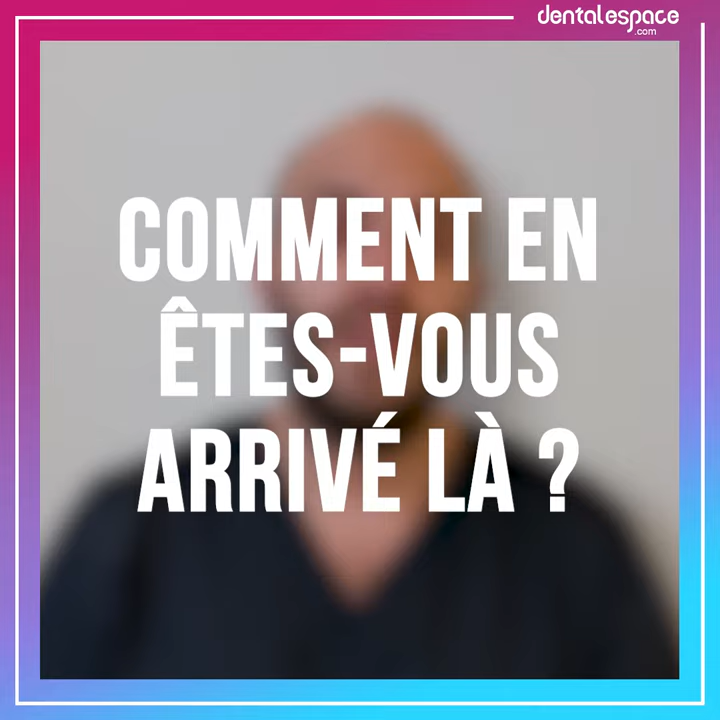 dentalespace
.com
COMMENT EN
ÊTES-VOUS
ARRIVÉ LÀ ?